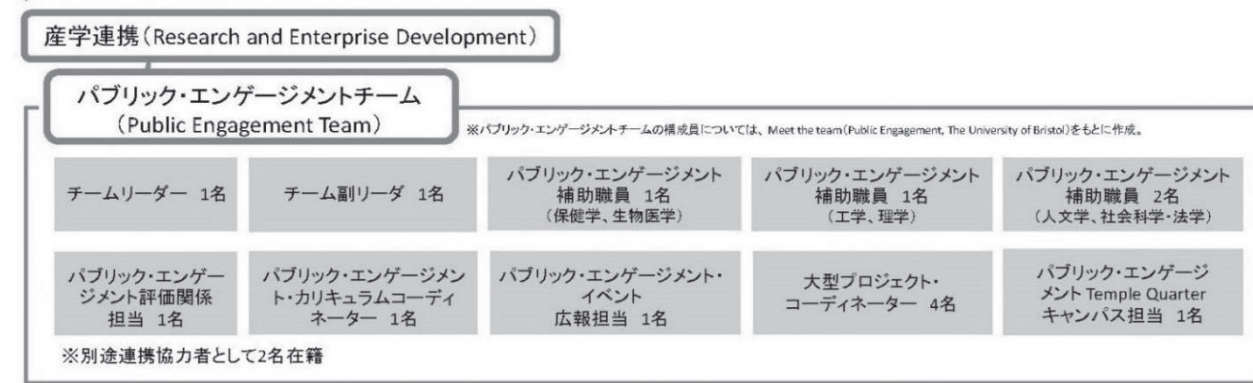 産学連携(Research and Enterprise Development)
パブリック・エンゲージメントチーム
(Public Engagement Team)
※パブリック・エンゲージメントチームの構成員については、Meet the team(Public Engagement, The University of Bristol)をもとに作成。
チームリーダー 1名
チーム副リーダ 1名
パブリック・エンゲージメント
補助職員 1名
(保健学、生物医学)
パブリック・エンゲージメント
補助職員 1名
(工学、理学)
パブリック・エンゲージメント
補助職員 2名
(人文学、社会科学・法学)
パブリック・エンゲー
ジメント評価関係
担当 1名
パブリック・エンゲージメン
ト・カリキュラムコーディ
ネーター 1名
パブリック・エンゲージメント・
イベント
広報担当 1名
大型プロジェクト・
コーディネーター 4名
パブリック・エンゲージ
メント Temple Quarter
キャンパス担当 1名
※別途連携協力者として2名在籍